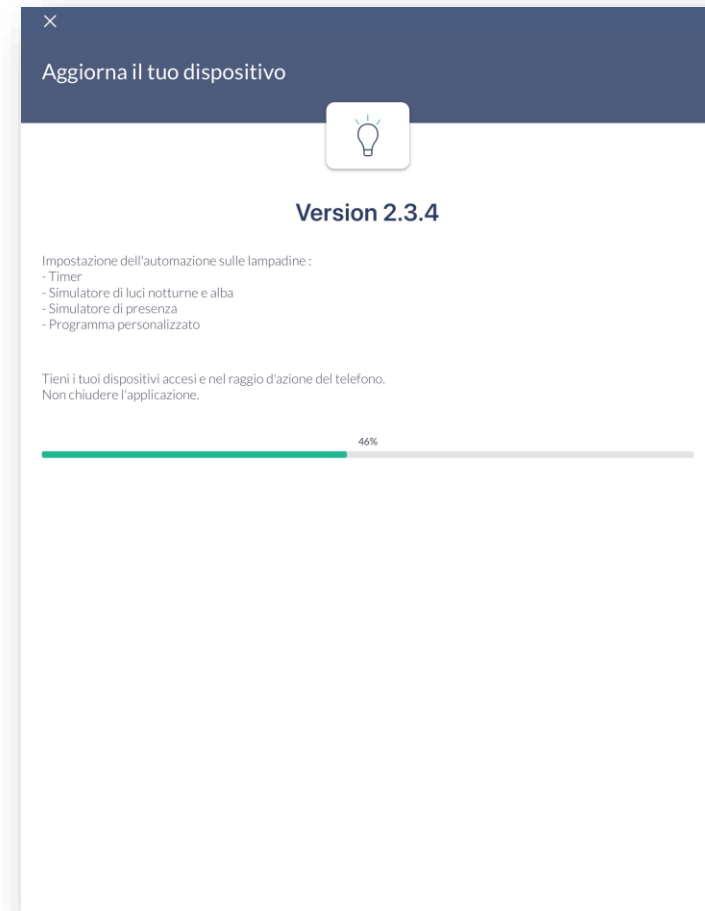 Aggiorna il tuo dispositivo
Version 2.3.4
Impostazione dell'automazione sulle lampadine :
- Timer
- Simulatore di luci notturne e alba
- Simulatore di presenza
- Programma personalizzato
Tieni i tuoi dispositivi accesi e nel raggio d'azione del telefono.
Non chiudere l'applicazione.
46%